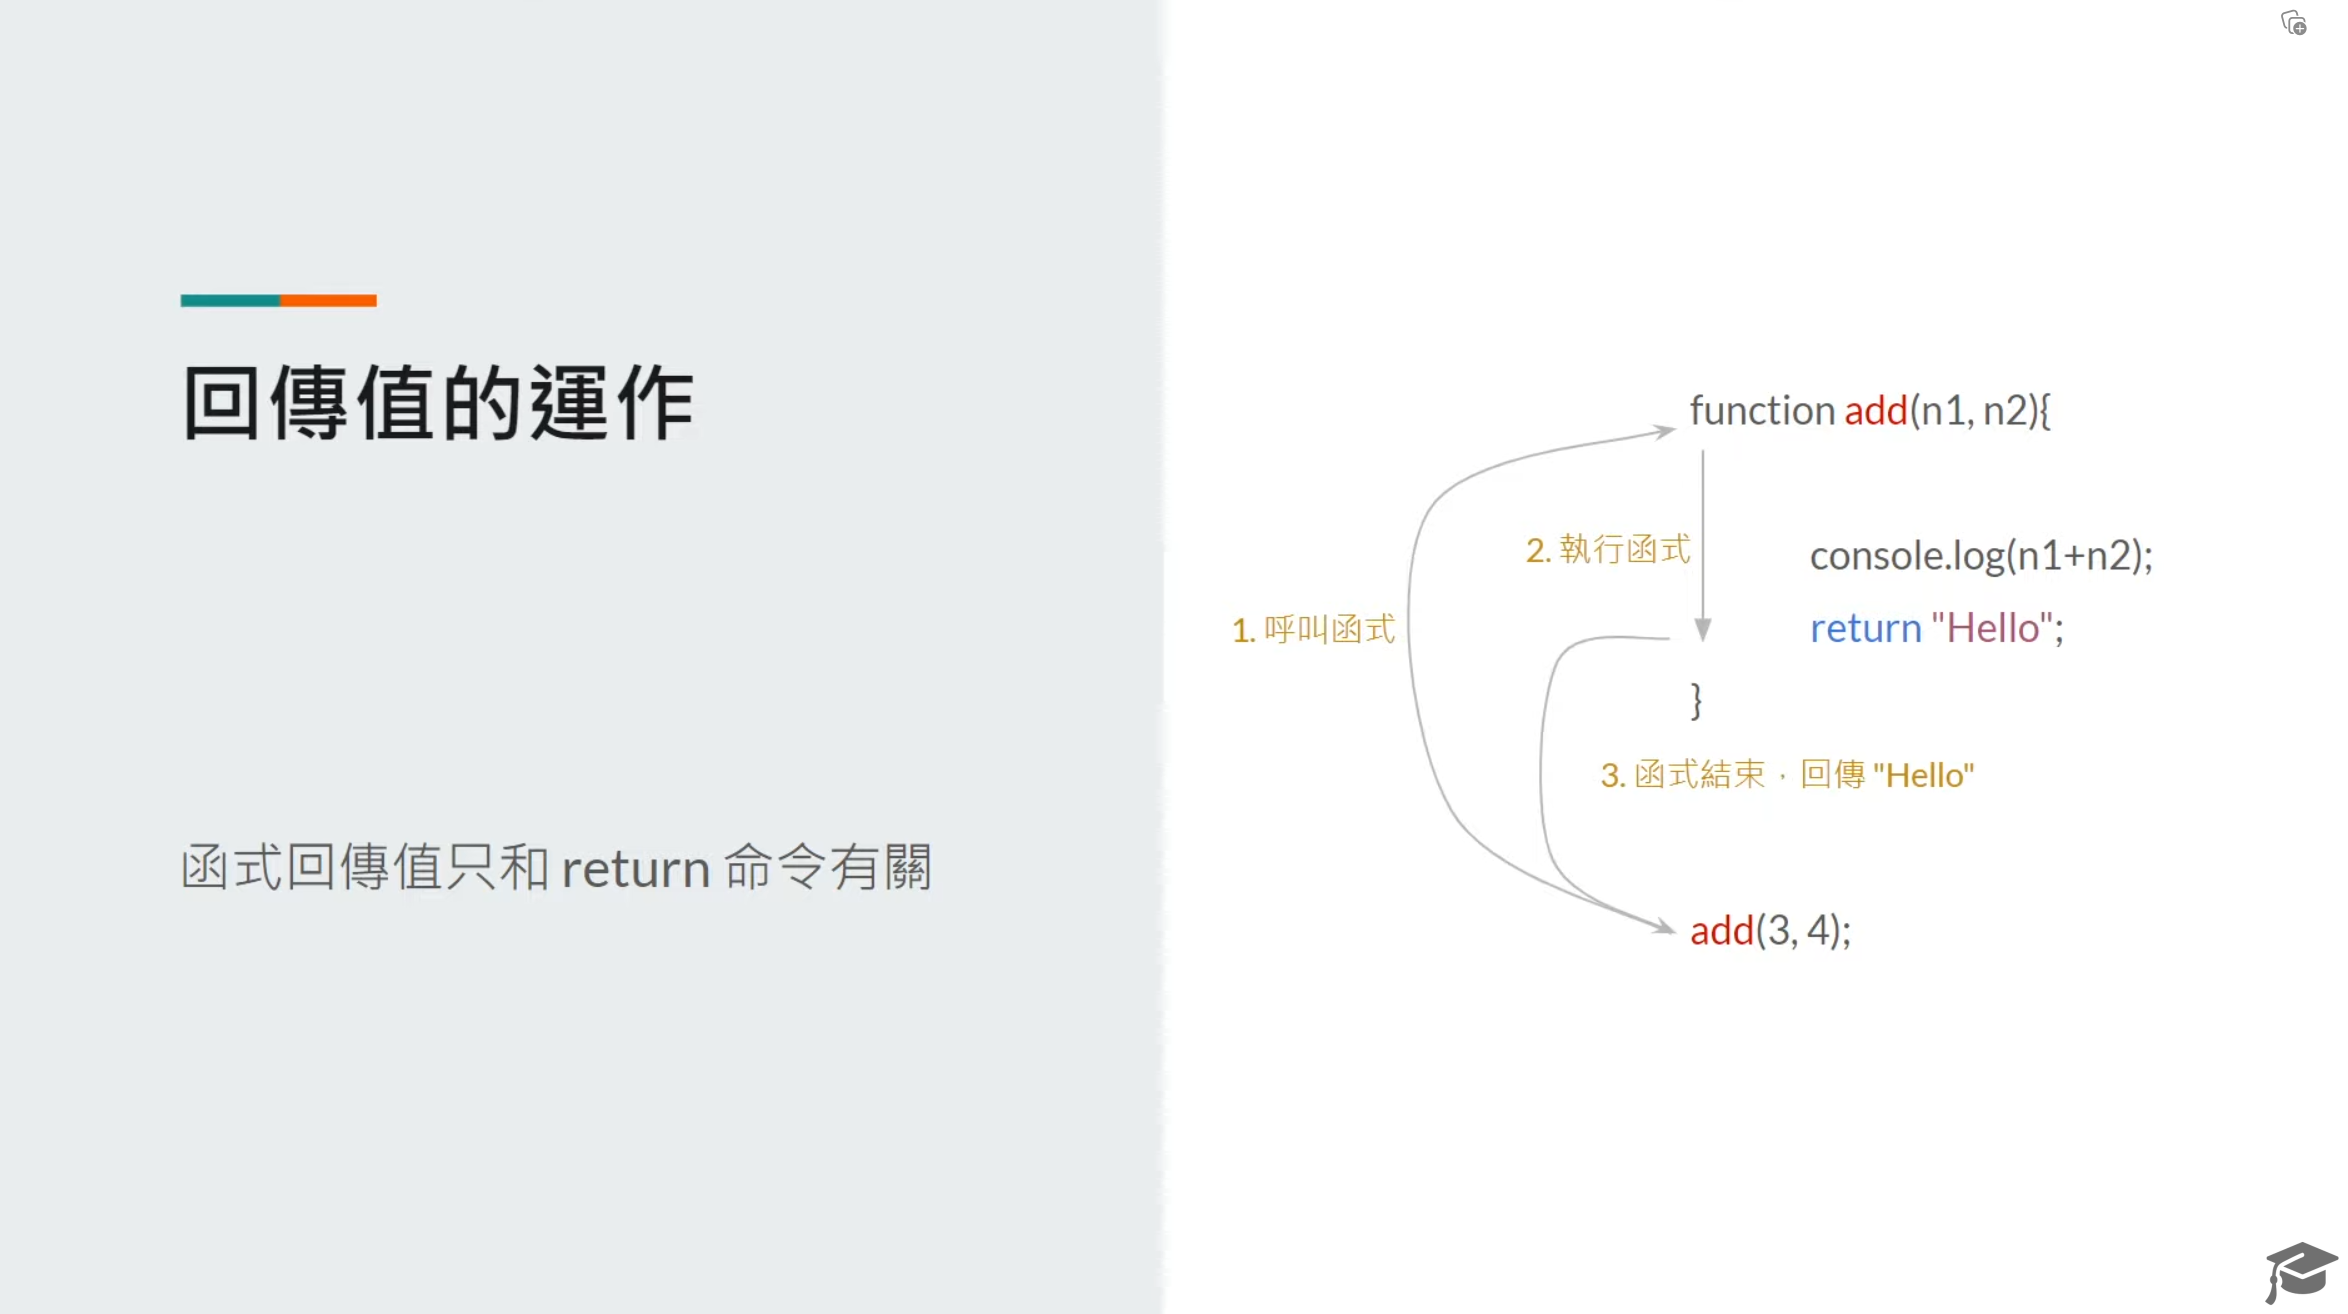 回傳值的運作
函式回傳值只和 return 命令有關
function add(n1, n2){
2. 執行函式
console.log(n1+n2);
1. 呼叫函式
return "Hello";
}
3. 函式結束，回傳 "Hello"
add(3, 4);